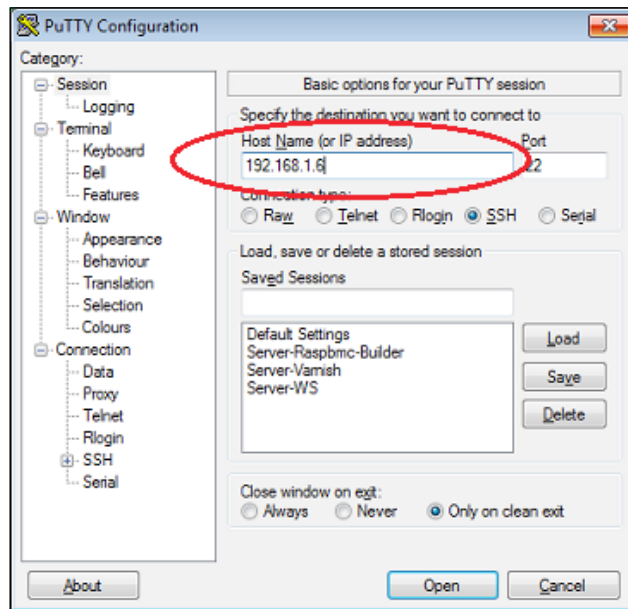 PuTTY Configuration
Category:
Session
Logging
Terminal
Keyboard
Bell
Features
Window
Appearance
Behaviour
Translation
Selection
Colours
Connection
Data
Proxy
Telnet
Rlogin
SSH
Serial
Basic options for your PuTTY session
Specify the destination you want to connect to
Host Name (or IP address) Port
192.168.1.6 22
Connection type:
Raw Telnet Rlogin SSH Serial
Load, save or delete a stored session
Saved Sessions
Default Settings
Server-Raspbmc-Builder
Server-Varnish
Server-WS
Load
Save
Delete
Close window on exit:
Always Never Only on clean exit
About Open Cancel